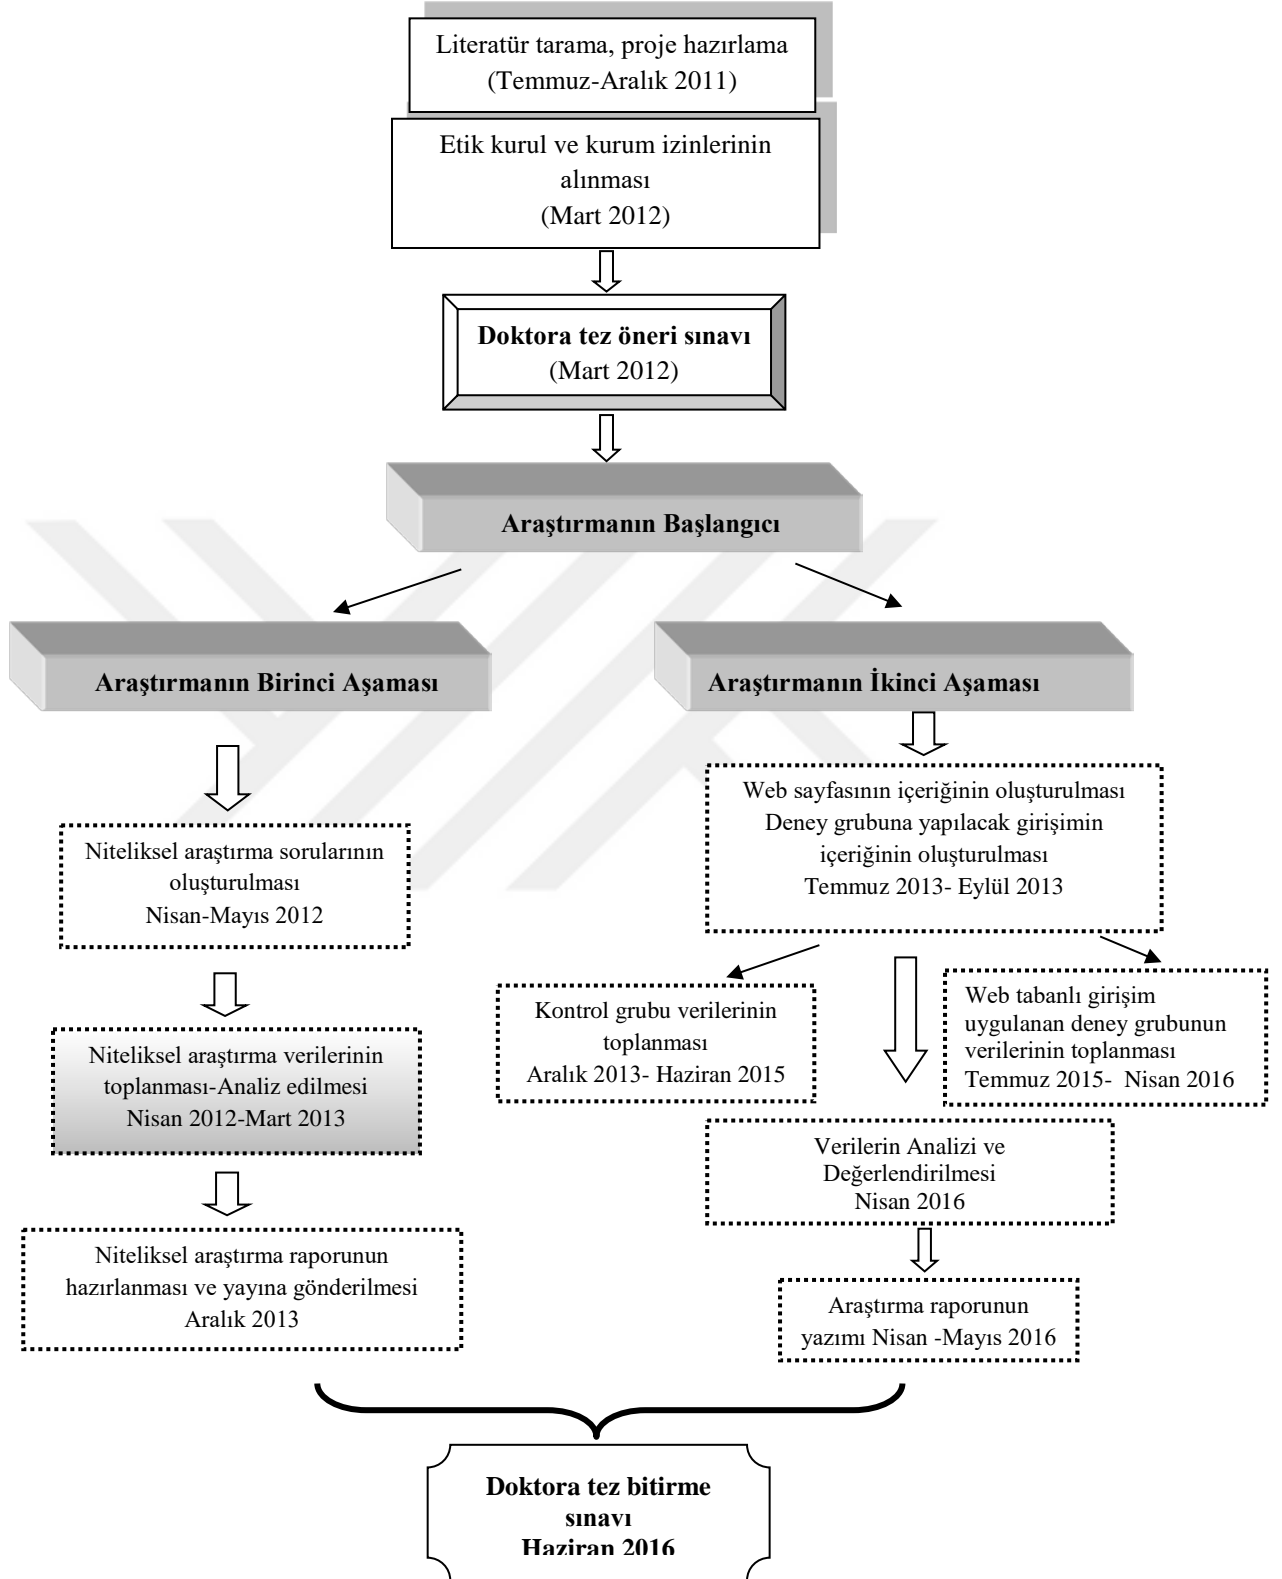 Literatür tarama, proje hazırlama
(Temmuz-Aralık 2011)
Etik kurul ve kurum izinlerinin
alınması
(Mart 2012)
Doktora tez öneri sınavı
(Mart 2012)
Araştırmanın Başlangıcı
Araştırmanın Birinci Aşaması
Niteliksel araştırma sorularının
oluşturulması
Nisan-Mayıs 2012
Niteliksel araştırma verilerinin
toplanması-Analiz edilmesi
Nisan 2012-Mart 2013
Niteliksel araştırma raporunun
hazırlanması ve yayına gönderilmesi
Aralık 2013
Araştırmanın İkinci Aşaması
Web sayfasının içeriğinin oluşturulması
Deney grubuna yapılacak girişimin
içeriğinin oluşturulması
Temmuz 2013- Eylül 2013
Kontrol grubu verilerinin
toplanması
Aralık 2013- Haziran 2015
Web tabanlı girişim
uygulanan deney grubunun
verilerinin toplanması
Temmuz 2015- Nisan 2016
Verilerin Analizi ve
Değerlendirilmesi
Nisan 2016
Araştırma raporunun
yazımı Nisan -Mayıs 2016
Doktora tez bitirme
sınavı
Haziran 2016